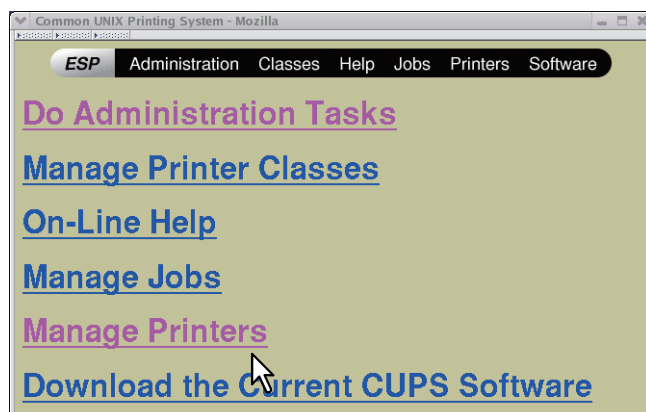 Common UNIX Printing System - Mozilla
ESP Administration Classes Help Jobs Printers Software
Do Administration Tasks
Manage Printer Classes
On-Line Help
Manage Jobs
Manage Printers
Download the Current CUPS Software